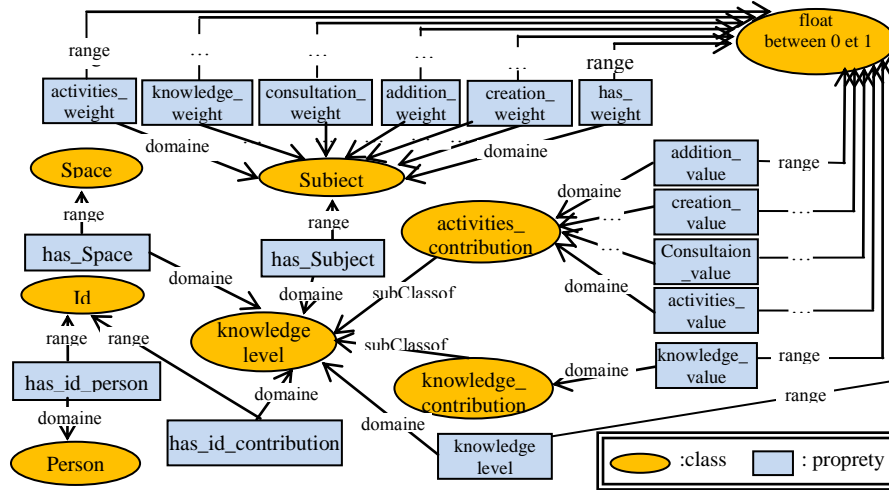 float
between 0 et 1
range
...
...
...
...
range
activities_
weight
knowledge_
weight
consultation_
weight
addition_
weight
creation_
weight
has_
weight
domaine
domaine
Space
Subject
addition_
value
range
domaine
range
range
activities_
contribution
creation_
value
...
has_Space
has_Subject
...
Consultaion
_value
...
domaine
domaine
subClassof
domaine
activities_
value
...
Id
knowledge
level
range
range
subClassof
knowledge_
value
range
has_id_person
domaine
knowledge_
contribution
domaine
range
domaine
domaine
has_id_contribution
knowledge
level
Person
:class
: proprety